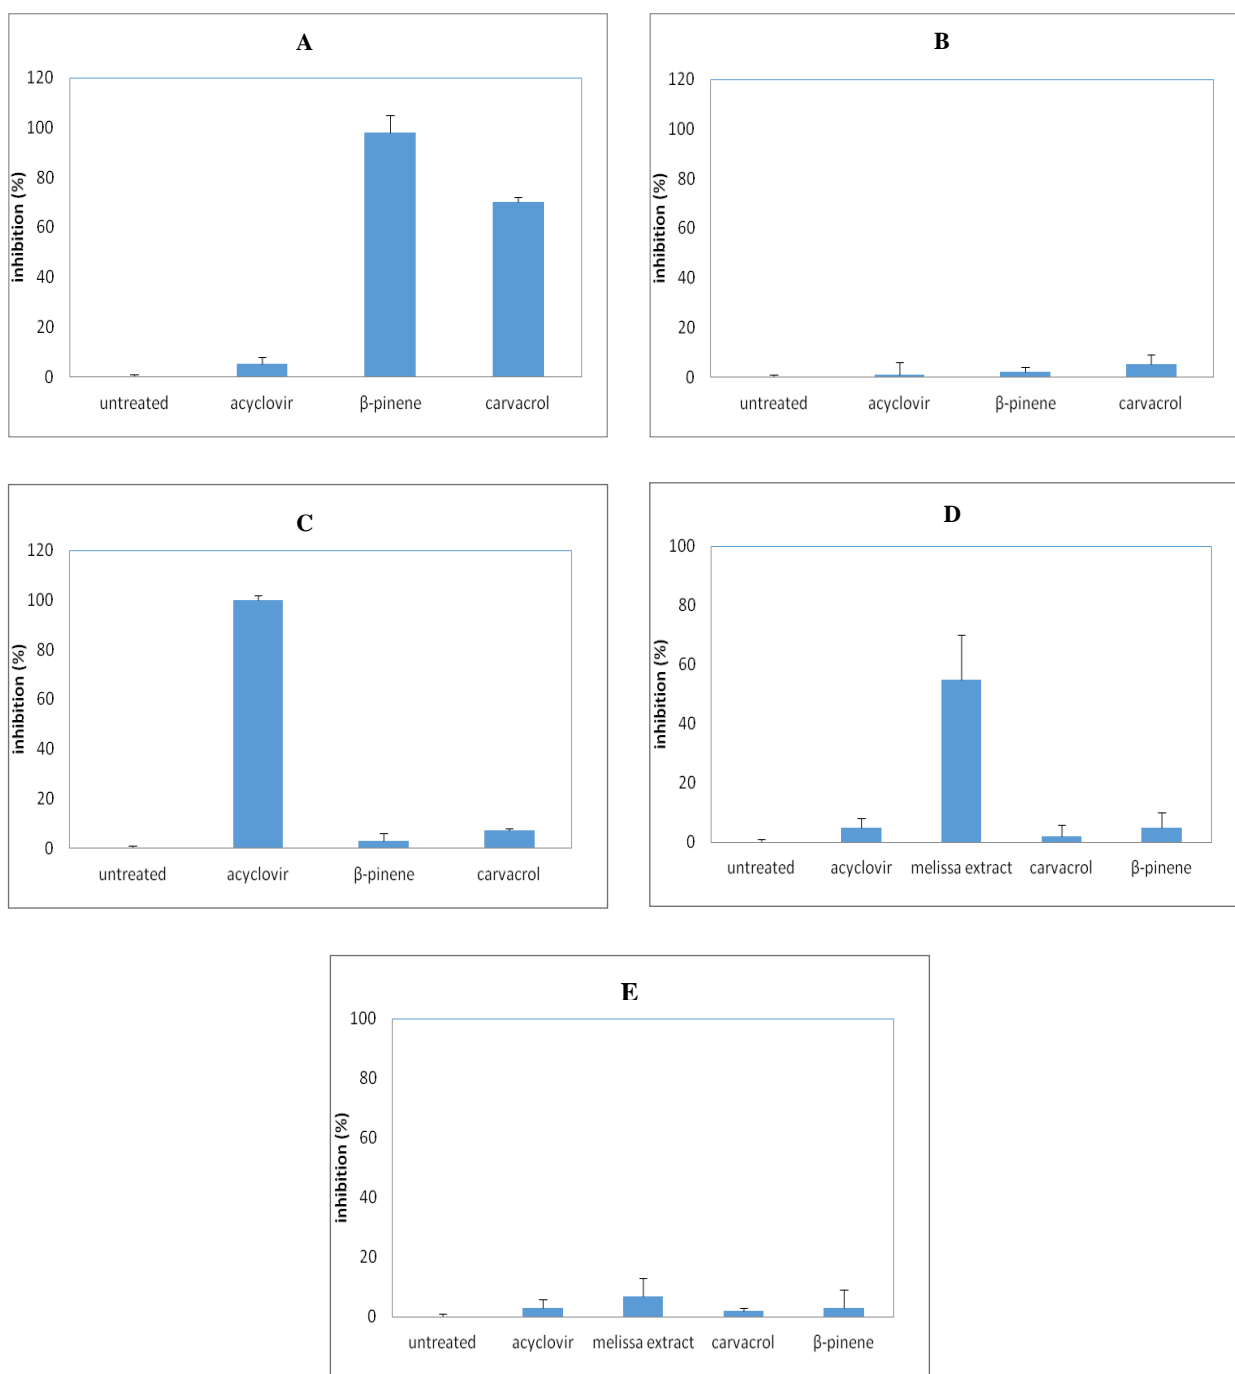 A
120
100
80
60
40
20
0
inhibition (%)
untreated acyclovir β-pinene carvacrol
B
120
100
80
60
40
20
0
inhibition (%)
untreated acyclovir β-pinene carvacrol
C
120
100
80
60
40
20
0
inhibition (%)
untreated acyclovir β-pinene carvacrol
D
100
80
60
40
20
0
inhibition (%)
untreated acyclovir melissa extract carvacrol β-pinene
E
100
80
60
40
20
0
inhibition (%)
untreated acyclovir melissa extract carvacrol β-pinene